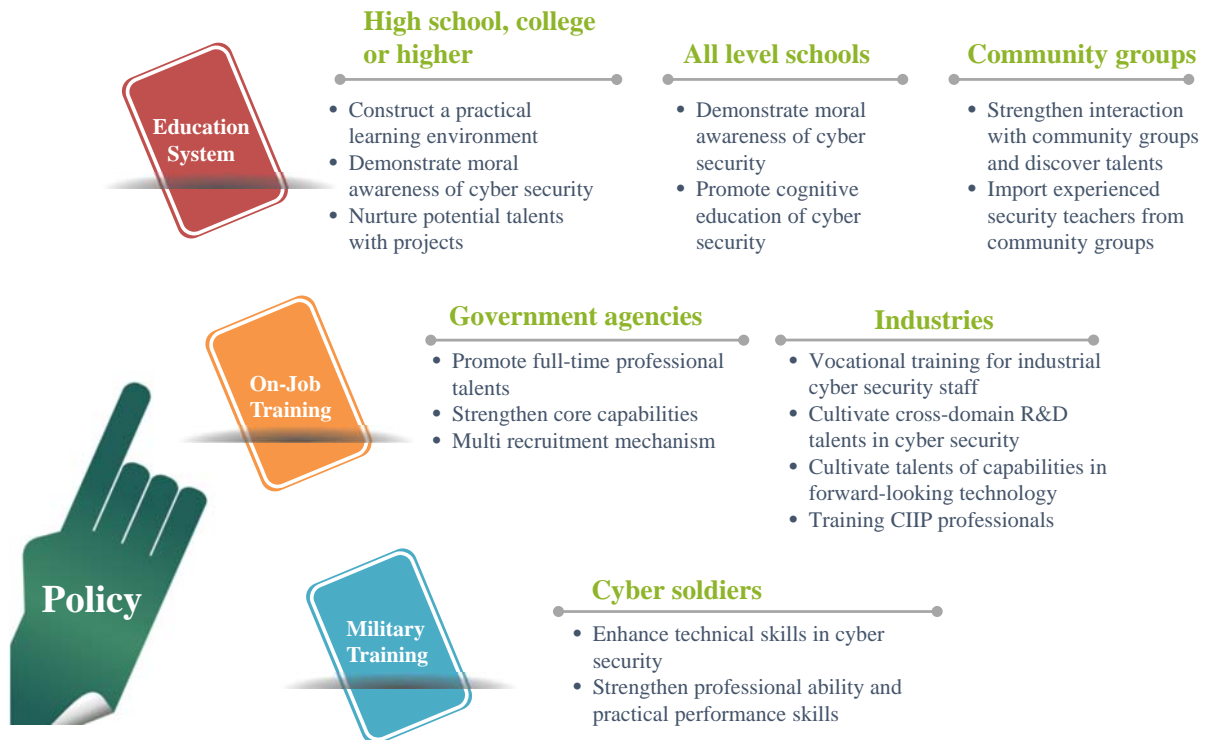 High school, college
or higher
All level schools
Community groups
Education
System
• Construct a practical
learning environment
• Demonstrate moral
awareness of cyber security
• Nurture potential talents
with projects
• Demonstrate moral
awareness of cyber
security
• Promote cognitive
education of cyber
security
• Strengthen interaction
with community groups
and discover talents
• Import experienced
security teachers from
community groups
Government agencies
Industries
On-Job
Training
• Promote full-time professional
talents
• Strengthen core capabilities
• Multi recruitment mechanism
• Vocational training for industrial
cyber security staff
• Cultivate cross-domain R&D
talents in cyber security
• Cultivate talents of capabilities in
forward-looking technology
• Training CIIP professionals
Policy
Cyber soldiers
Military
Training
• Enhance technical skills in cyber
security
• Strengthen professional ability and
practical performance skills